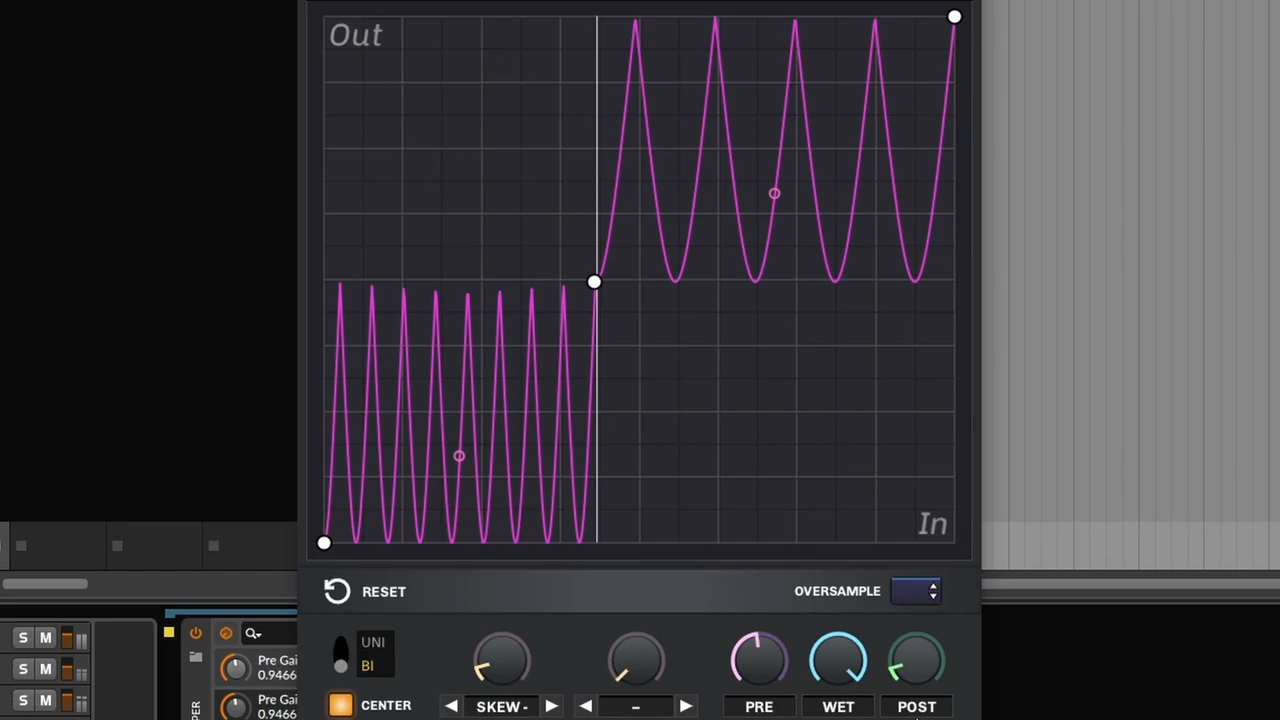 Out
In
RESET
OVERSAMPLE
UNI
BI
CENTER
SKEW -
–
PRE
WET
POST
S M
S M
S M
Pre Gai
0.9466
Pre Gai
0.9466
PER